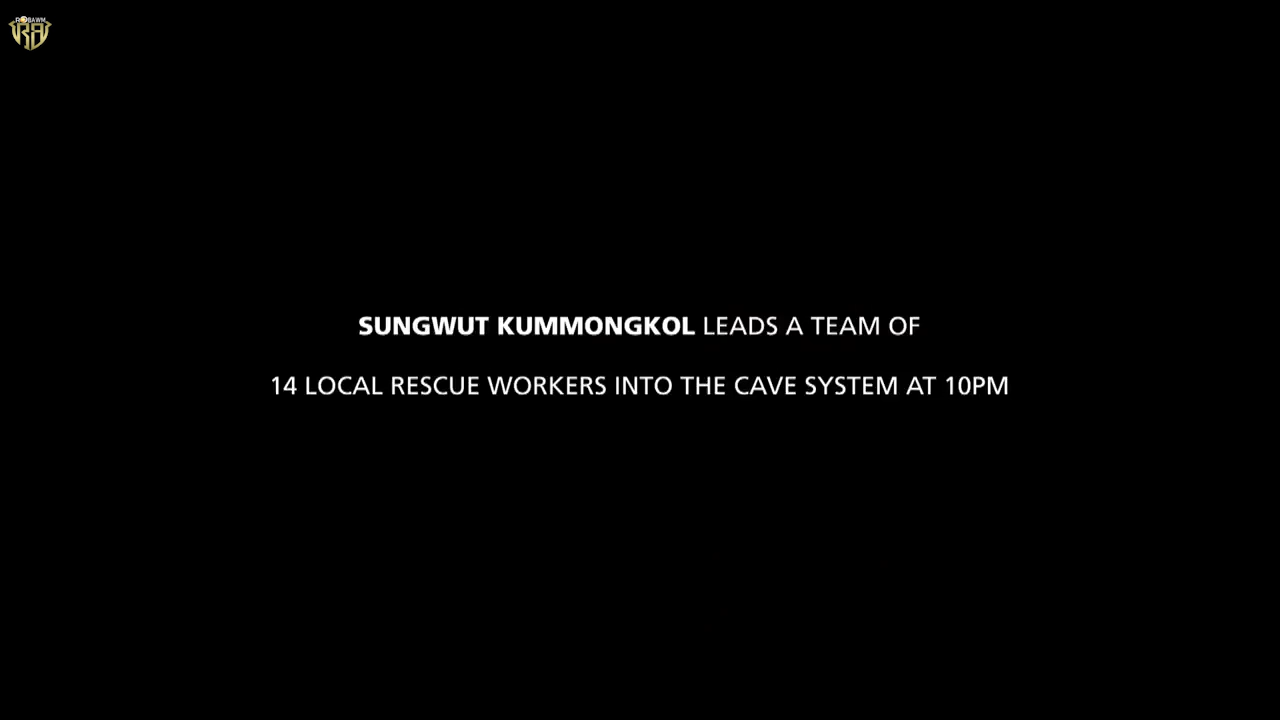 SUNGWUT KUMMONGKOL LEADS A TEAM OF
14 LOCAL RESCUE WORKERS INTO THE CAVE SYSTEM AT 10PM